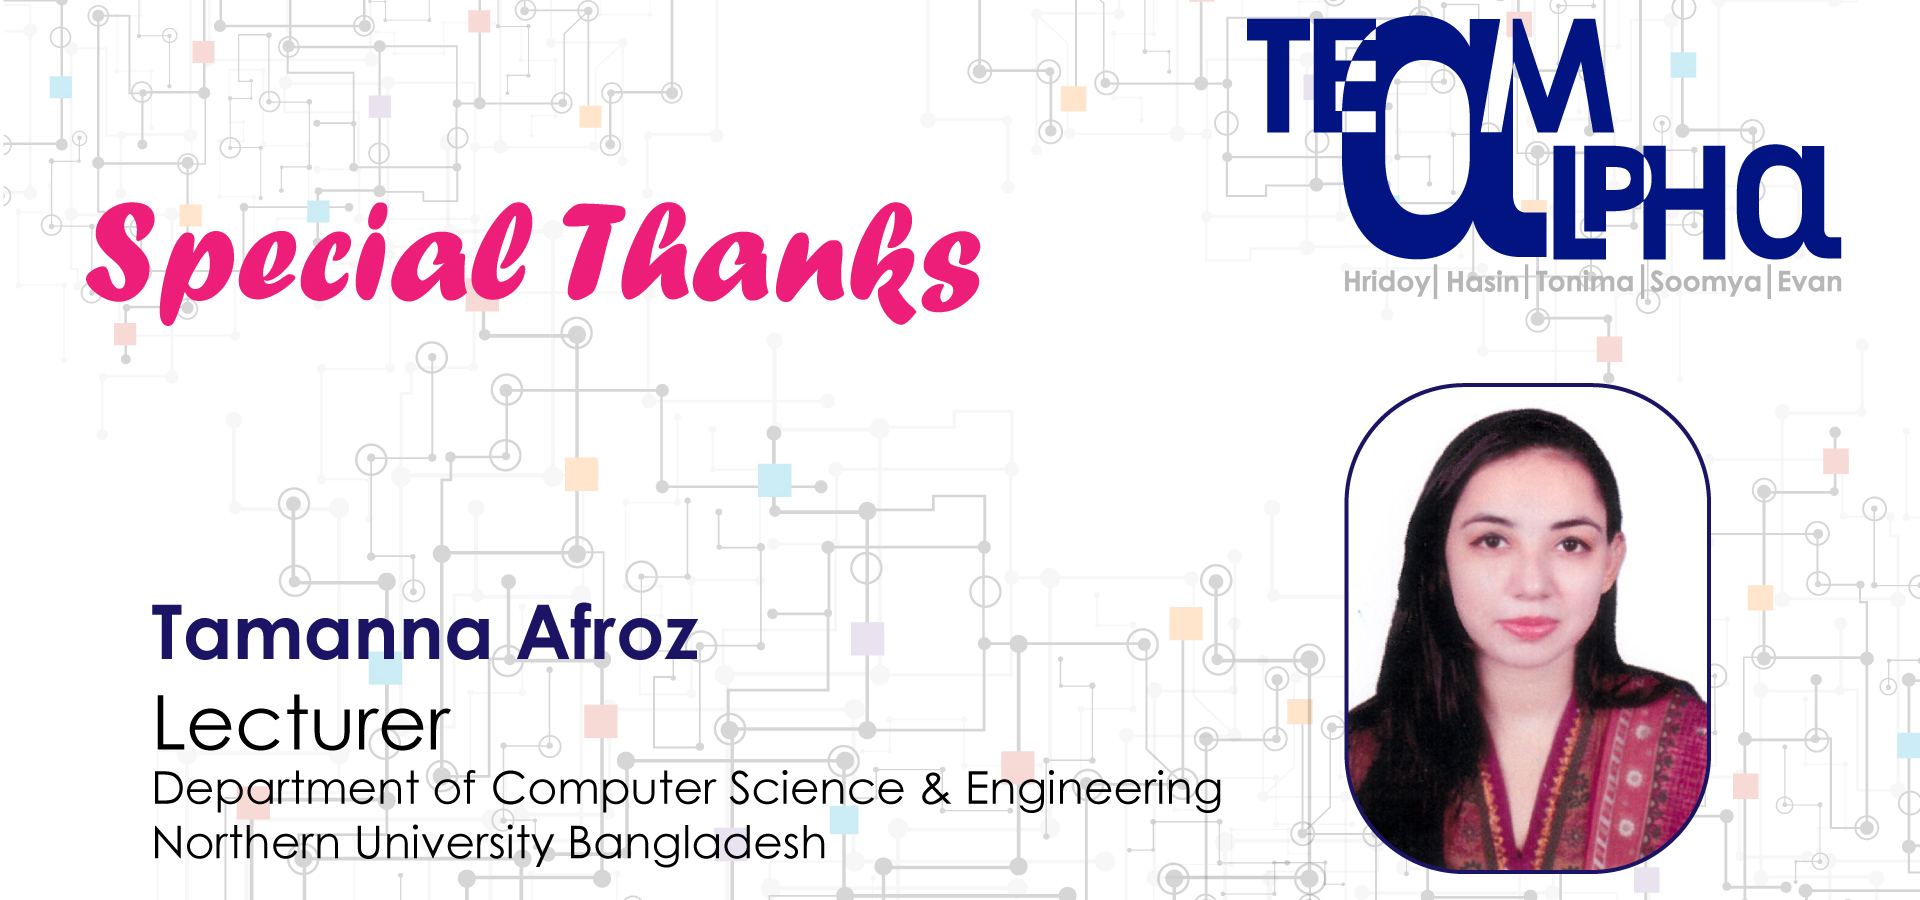 TEaM
aLPHa
Hridoy|Hasin|Tonima|Soomya|Evan
Special Thanks
Tamanna Afroz
Lecturer
Department of Computer Science & Engineering
Northern University Bangladesh